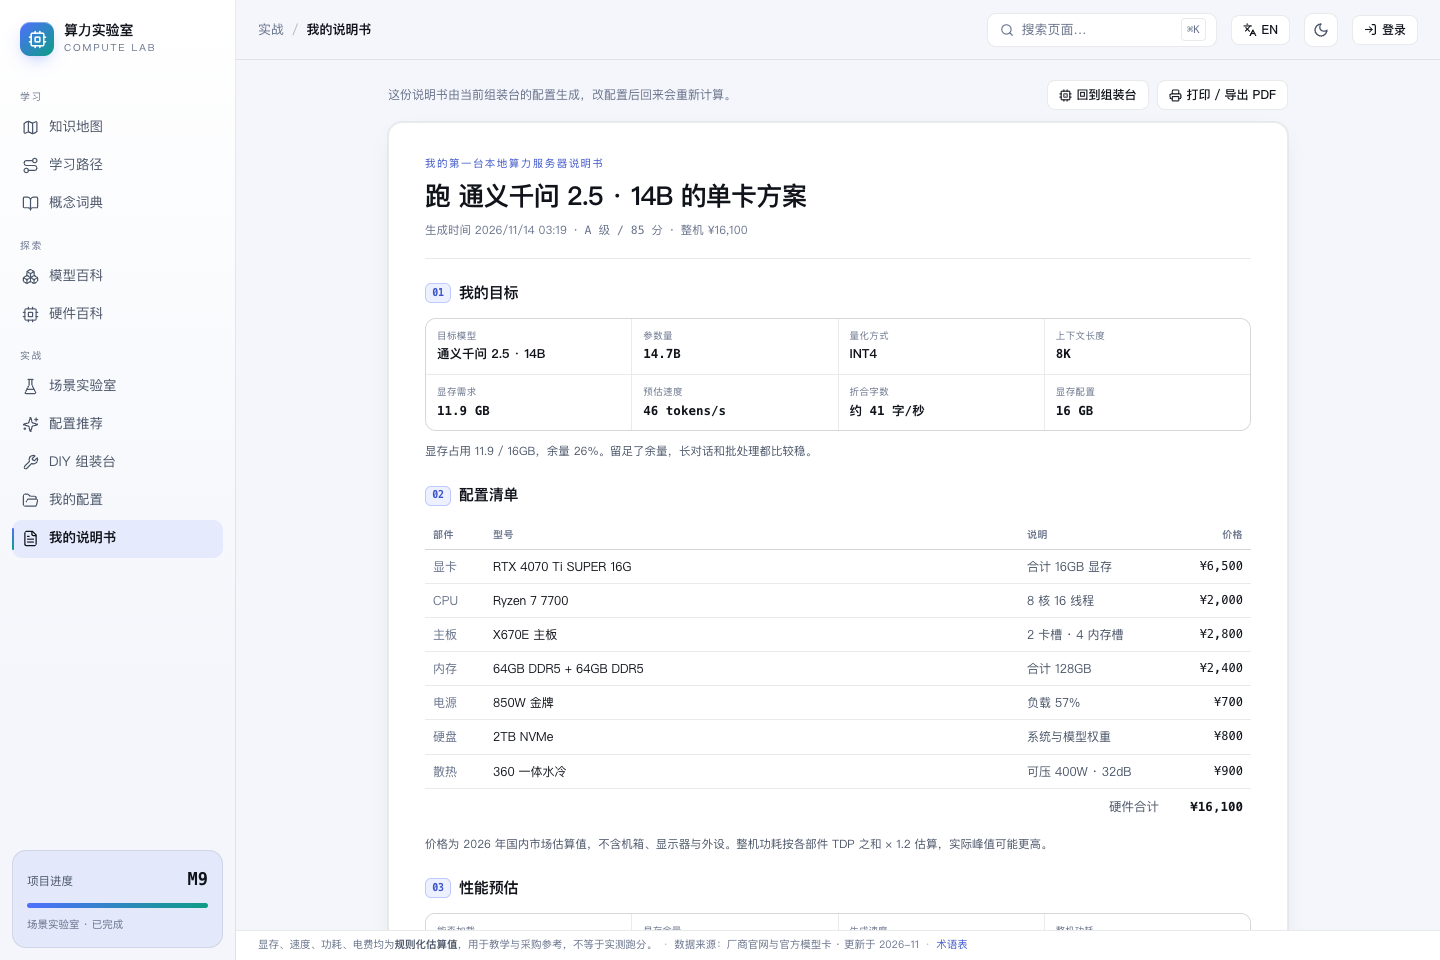 算力实验室
COMPUTE LAB
学习
知识地图
学习路径
概念词典
探索
模型百科
硬件百科
实战
场景实验室
配置推荐
DIY 组装台
我的配置
我的说明书
项目进度 M9
场景实验室 · 已完成
实战 / 我的说明书
搜索页面… ⌘K
EN
登录
这份说明书由当前组装台的配置生成，改配置后回来会重新计算。
回到组装台
打印 / 导出 PDF
我的第一台本地算力服务器说明书
跑 通义千问 2.5 · 14B 的单卡方案
生成时间 2026/11/14 03:19 · A 级 / 85 分 · 整机 ¥16,100
01 我的目标
目标模型 参数量 量化方式 上下文长度
通义千问 2.5 · 14B 14.7B INT4 8K
显存需求 预估速度 折合字数 显存配置
11.9 GB 46 tokens/s 约 41 字/秒 16 GB
显存占用 11.9 / 16GB，余量 26%。留足了余量，长对话和批处理都比较稳。
02 配置清单
部件 型号 说明 价格
显卡 RTX 4070 Ti SUPER 16G 合计 16GB 显存 ¥6,500
CPU Ryzen 7 7700 8 核 16 线程 ¥2,000
主板 X670E 主板 2 卡槽 · 4 内存槽 ¥2,800
内存 64GB DDR5 + 64GB DDR5 合计 128GB ¥2,400
电源 850W 金牌 负载 57% ¥700
硬盘 2TB NVMe 系统与模型权重 ¥800
散热 360 一体水冷 可压 400W · 32dB ¥900
硬件合计 ¥16,100
价格为 2026 年国内市场估算值，不含机箱、显示器与外设。整机功耗按各部件 TDP 之和 × 1.2 估算，实际峰值可能更高。
03 性能预估
显存、速度、功耗、电费均为规则化估算值，用于教学与采购参考，不等于实测跑分。 · 数据来源：厂商官网与官方模型卡 · 更新于 2026-11 · 术语表